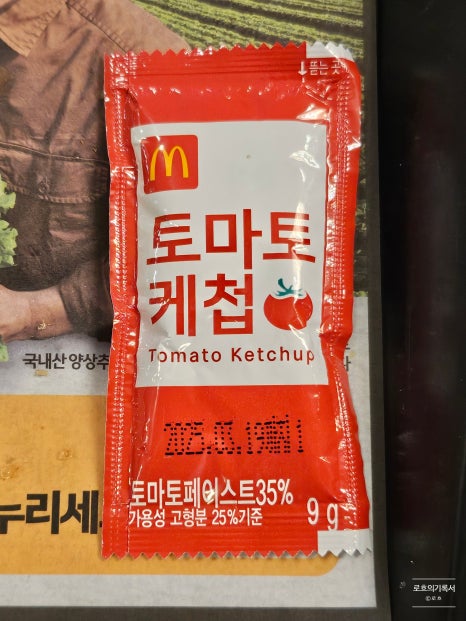 ↓뜯는곳
토마토
케첩
Tomato Ketchup
국내산 양상추
2025.05.19
토마토페이스트35%
가용성 고형분 25%기준
9g
누리세
로흐의기록서